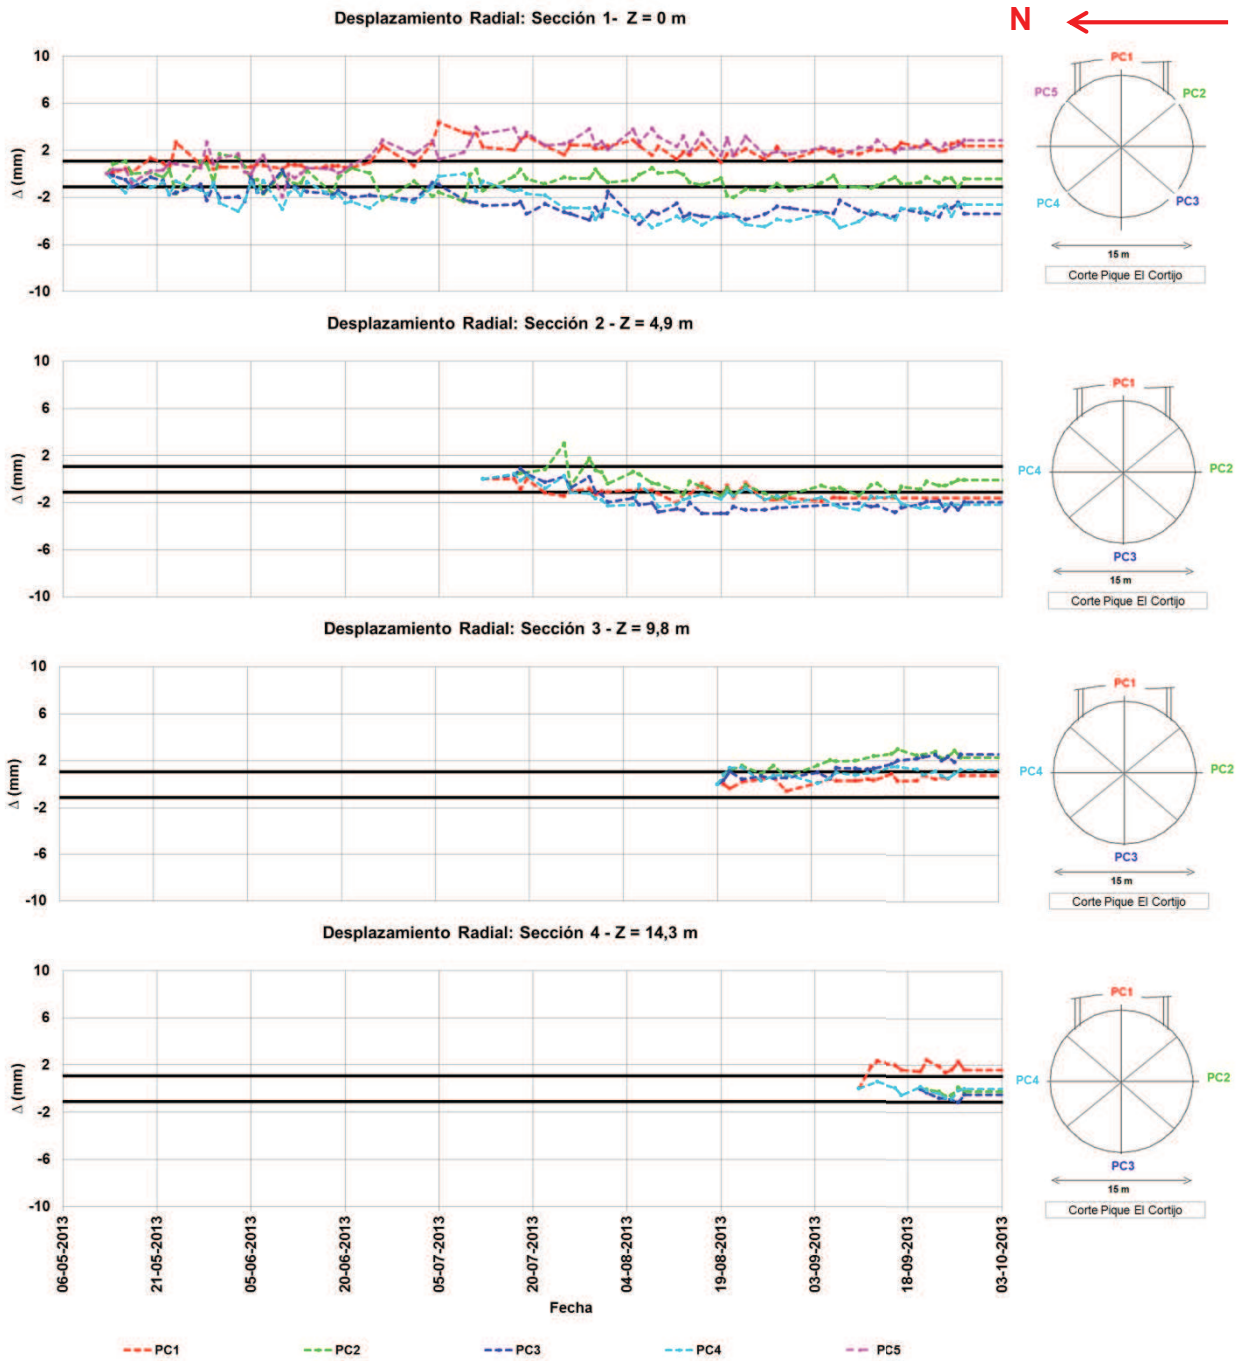 Desplazamiento Radial: Sección 1- Z = 0 m
N
10
6
2
-2
-6
-10
Δ (mm)
PC1
PC5
PC2
PC4
PC3
15 m
Corte Pique El Cortijo
Desplazamiento Radial: Sección 2 - Z = 4,9 m
10
6
2
-2
-6
-10
Δ (mm)
PC1
PC4
PC2
PC3
15 m
Corte Pique El Cortijo
Desplazamiento Radial: Sección 3 - Z = 9,8 m
10
6
2
-2
-6
-10
Δ (mm)
PC1
PC4
PC2
PC3
15 m
Corte Pique El Cortijo
Desplazamiento Radial: Sección 4 - Z = 14,3 m
10
6
2
-2
-6
-10
Δ (mm)
PC1
PC4
PC2
PC3
15 m
Corte Pique El Cortijo
06-05-2013
21-05-2013
05-06-2013
20-06-2013
05-07-2013
20-07-2013
04-08-2013
19-08-2013
03-09-2013
18-09-2013
03-10-2013
Fecha
PC1 PC2 PC3 PC4 PC5